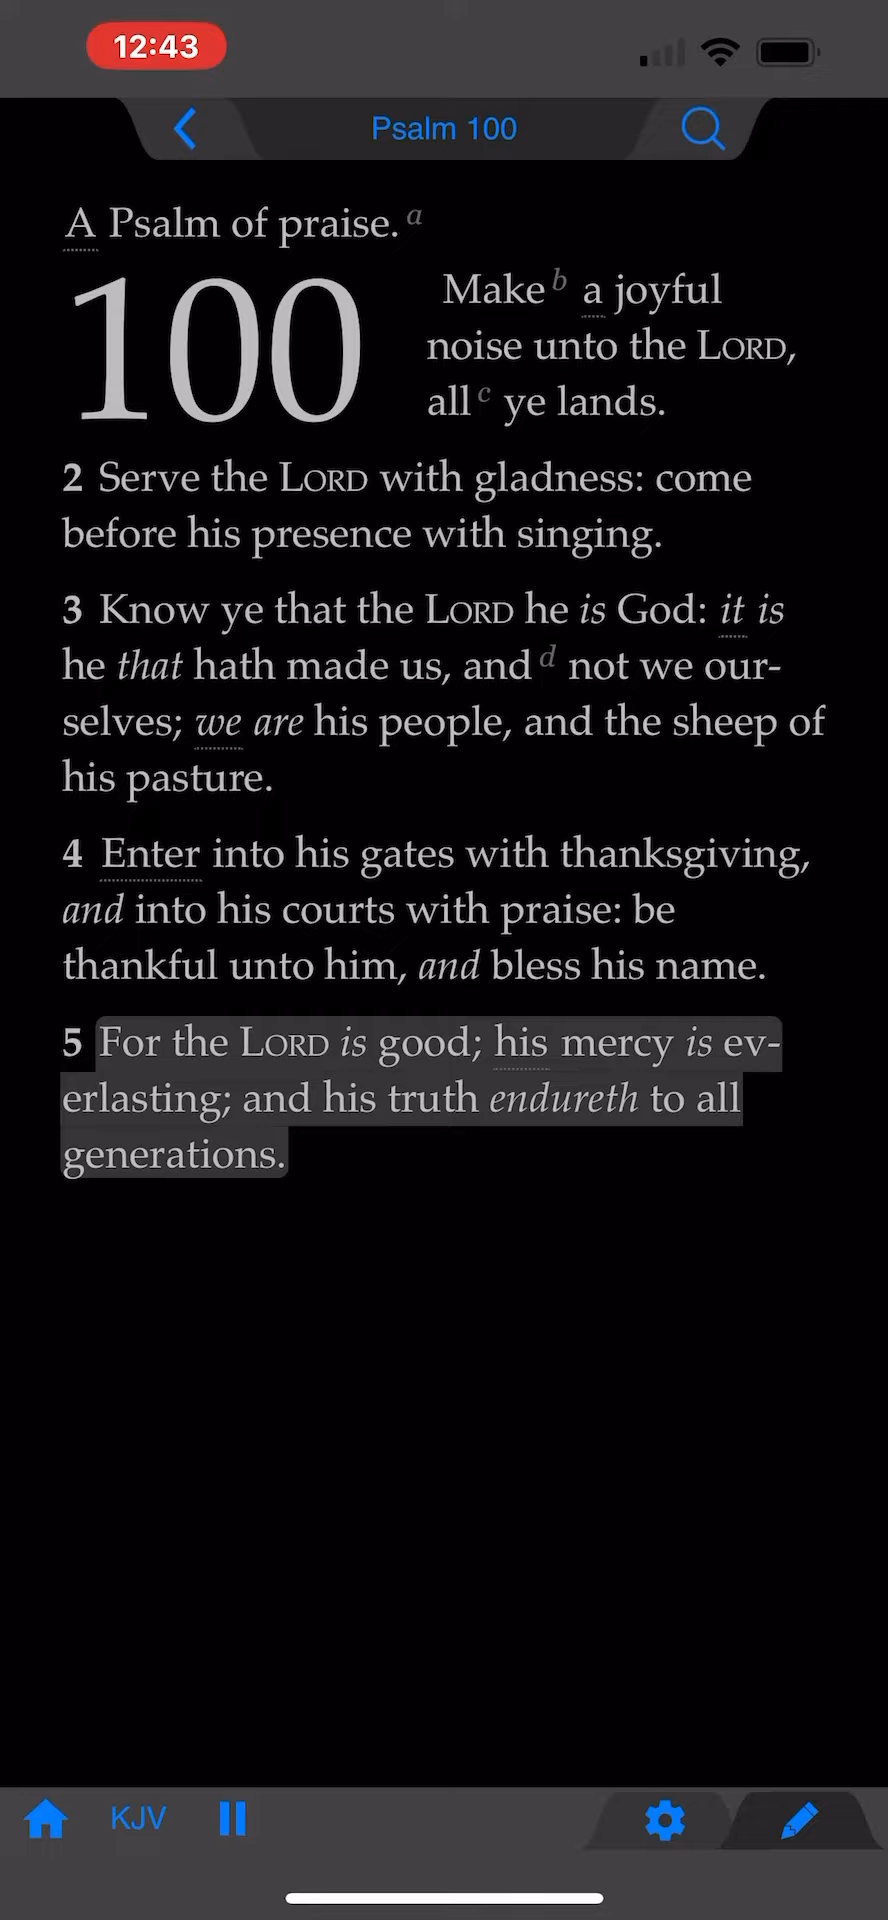 12:43
Psalm 100
A Psalm of praise. a
100 Make b a joyful
noise unto the LORD,
all c ye lands.
2 Serve the LORD with gladness: come
before his presence with singing.
3 Know ye that the LORD he is God: it is
he that hath made us, and d not we our-
selves; we are his people, and the sheep of
his pasture.
4 Enter into his gates with thanksgiving,
and into his courts with praise: be
thankful unto him, and bless his name.
5 For the LORD is good; his mercy is ev-
erlasting; and his truth endureth to all
generations.
KJV